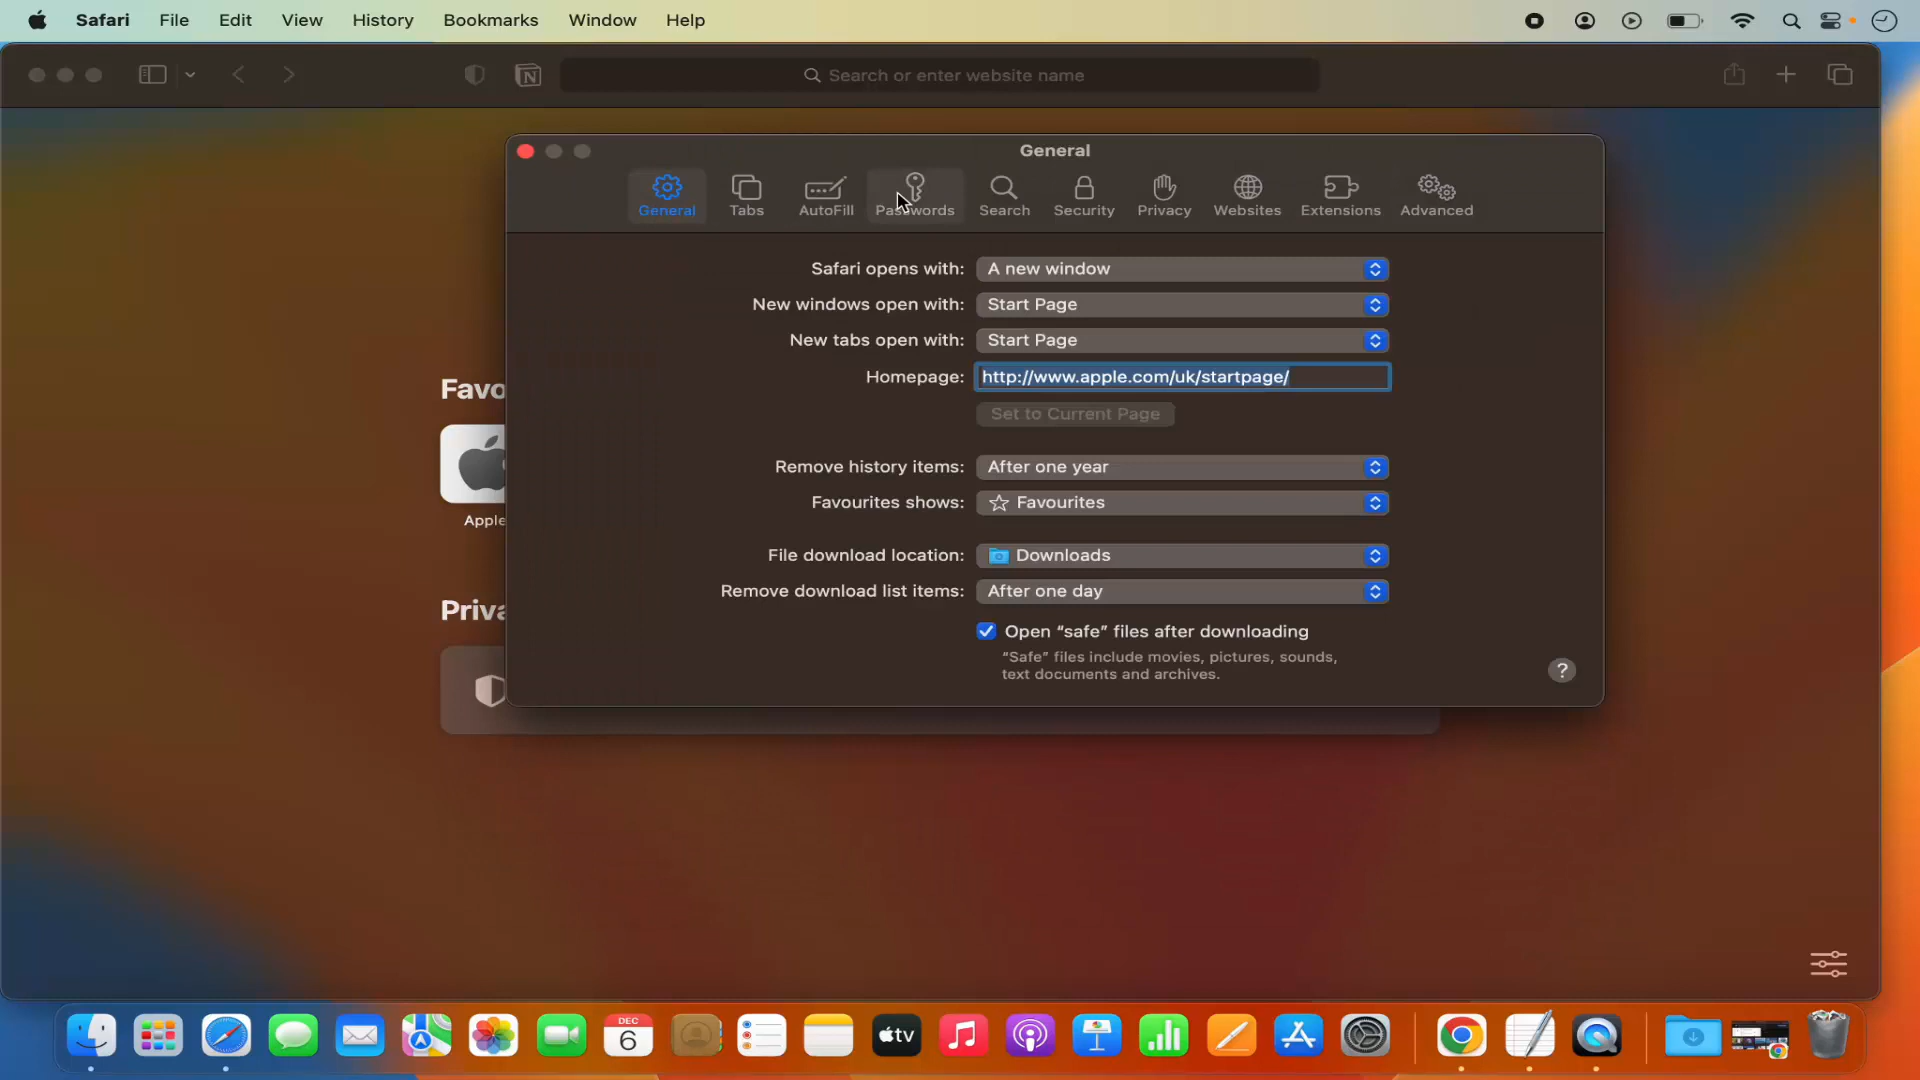 Safari File Edit View History Bookmarks Window Help
Search or enter website name
General
General Tabs AutoFill Passwords Search Security Privacy Websites Extensions Advanced
Safari opens with: A new window
New windows open with: Start Page
New tabs open with: Start Page
Homepage: http://www.apple.com/uk/startpage/
Set to Current Page
Favo
Remove history items: After one year
Favourites shows: Favourites
Apple
File download location: Downloads
Remove download list items: After one day
Priva
Open “safe” files after downloading
“Safe” files include movies, pictures, sounds,
text documents and archives.
?
DEC
6
tv